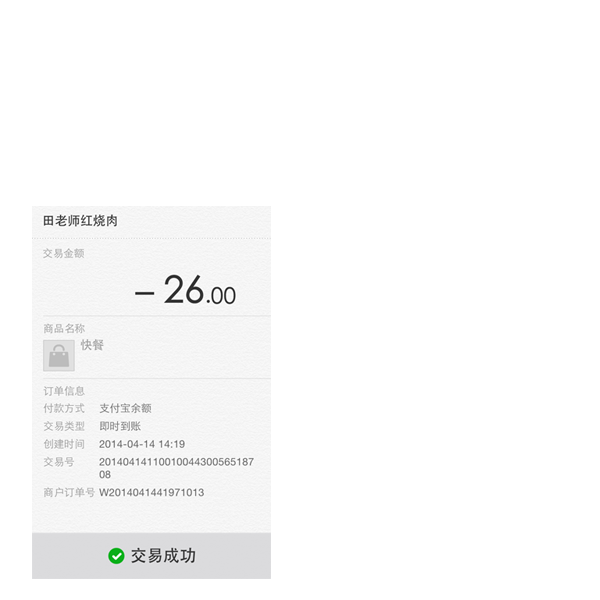 田老师红烧肉
交易金额
– 26.00
商品名称
快餐
订单信息
付款方式 支付宝余额
交易类型 即时到账
创建时间 2014-04-14 14:19
交易号 20140414110010044300565187
08
商户订单号 W2014041441971013
交易成功